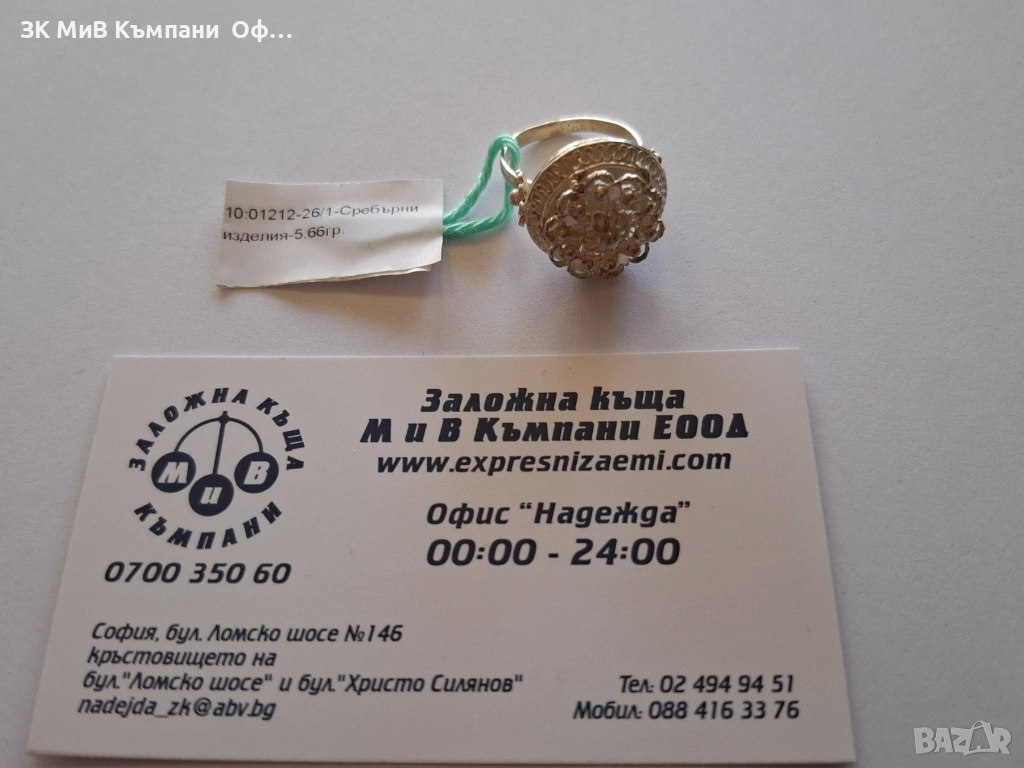 ЗК МиВ Къмпани Оф...
10:01212-26/1-Сребърни
изделия-5.66гр.
ЗАЛОЖНА КЪЩА
М и В
КЪМПАНИ
0700 350 60
Заложна къща
М и В Къмпани ЕООД
www.expresnizaemi.com
Офис "Надежда"
00:00 - 24:00
София, бул. Ломско шосе №146
кръстовището на
бул."Ломско шосе" и бул."Христо Силянов"
nadejda_zk@abv.bg
Тел: 02 494 94 51
Мобил: 088 416 33 76
BAZAR